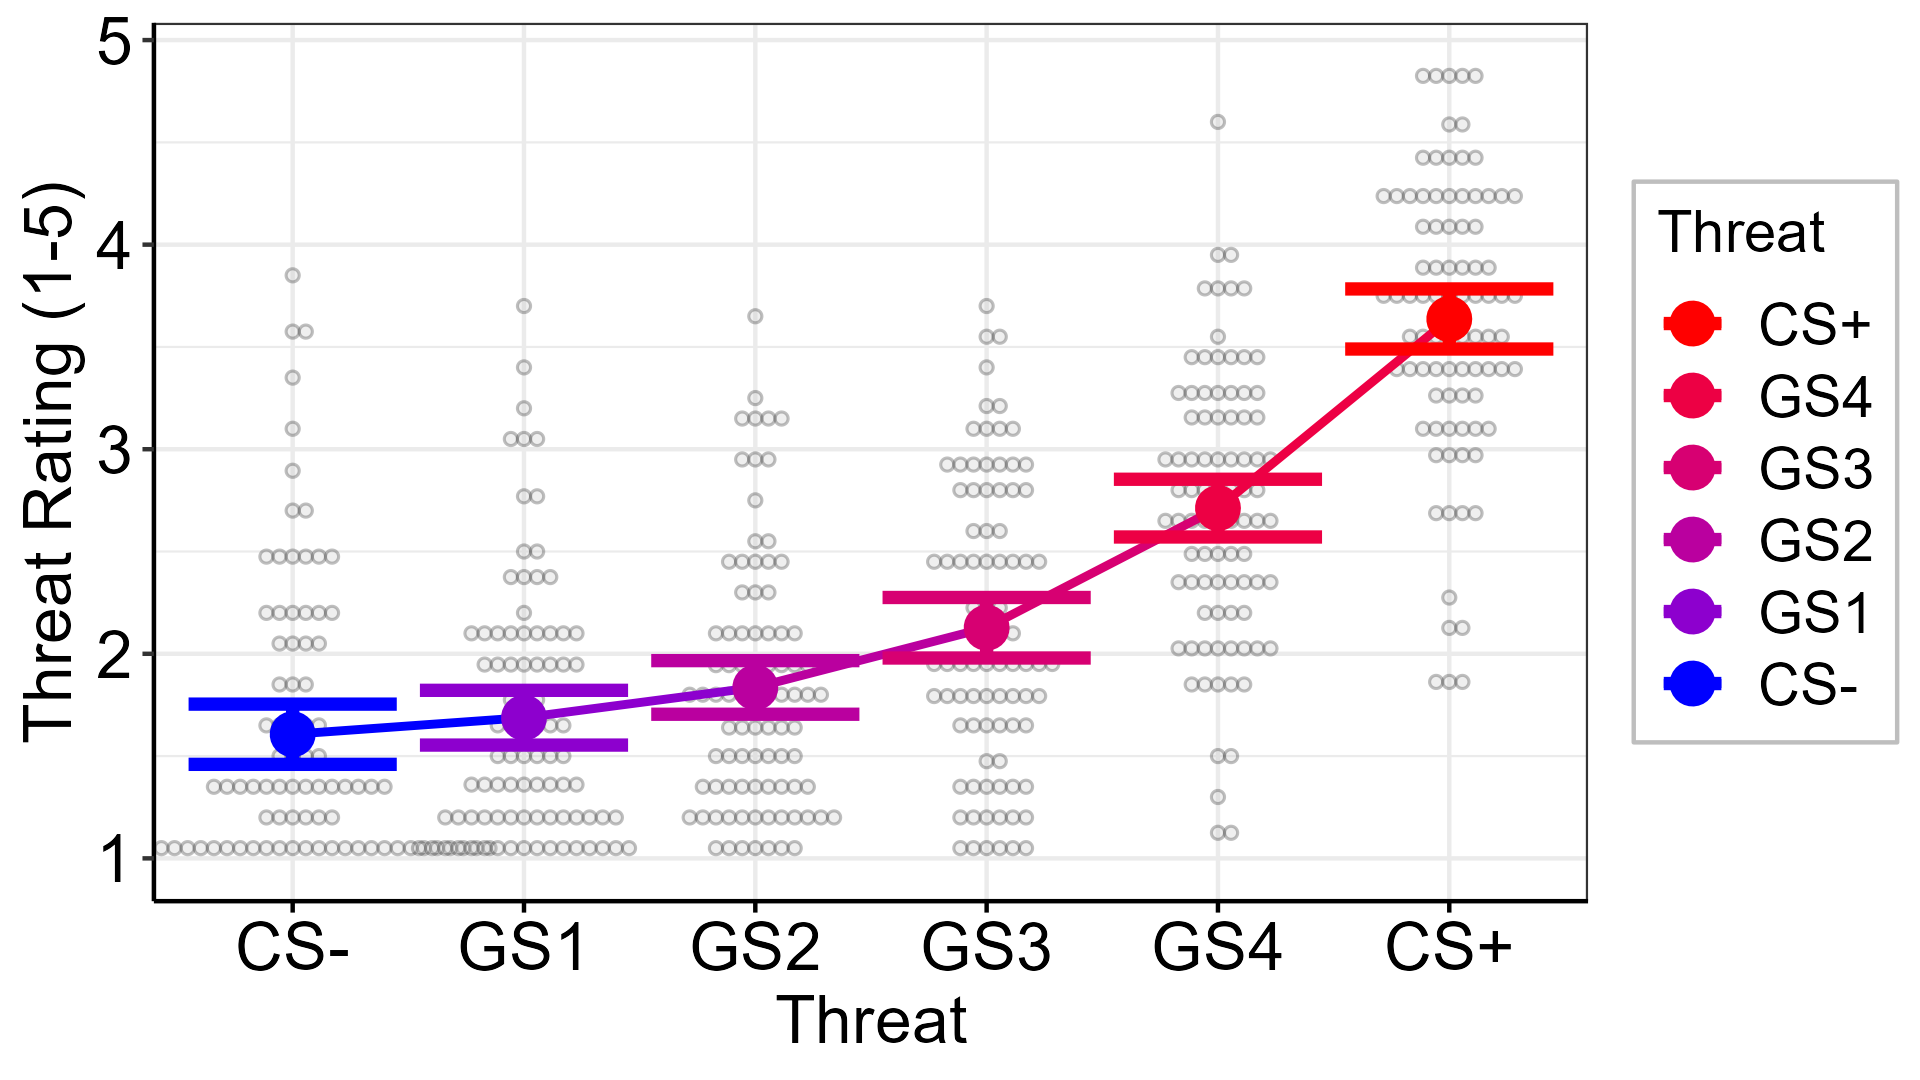 5
4
3
2
1
Threat Rating (1-5)
CS-
GS1
GS2
GS3
GS4
CS+
Threat
Threat
CS+
GS4
GS3
GS2
GS1
CS-